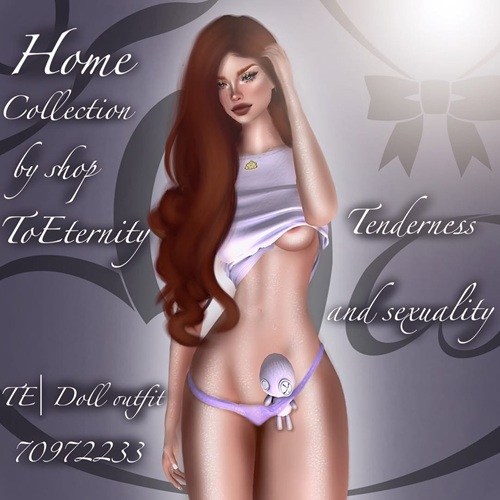 Home
Collection
by shop
ToEternity
Tenderness
and sexuality
TE| Doll outfit
70972233